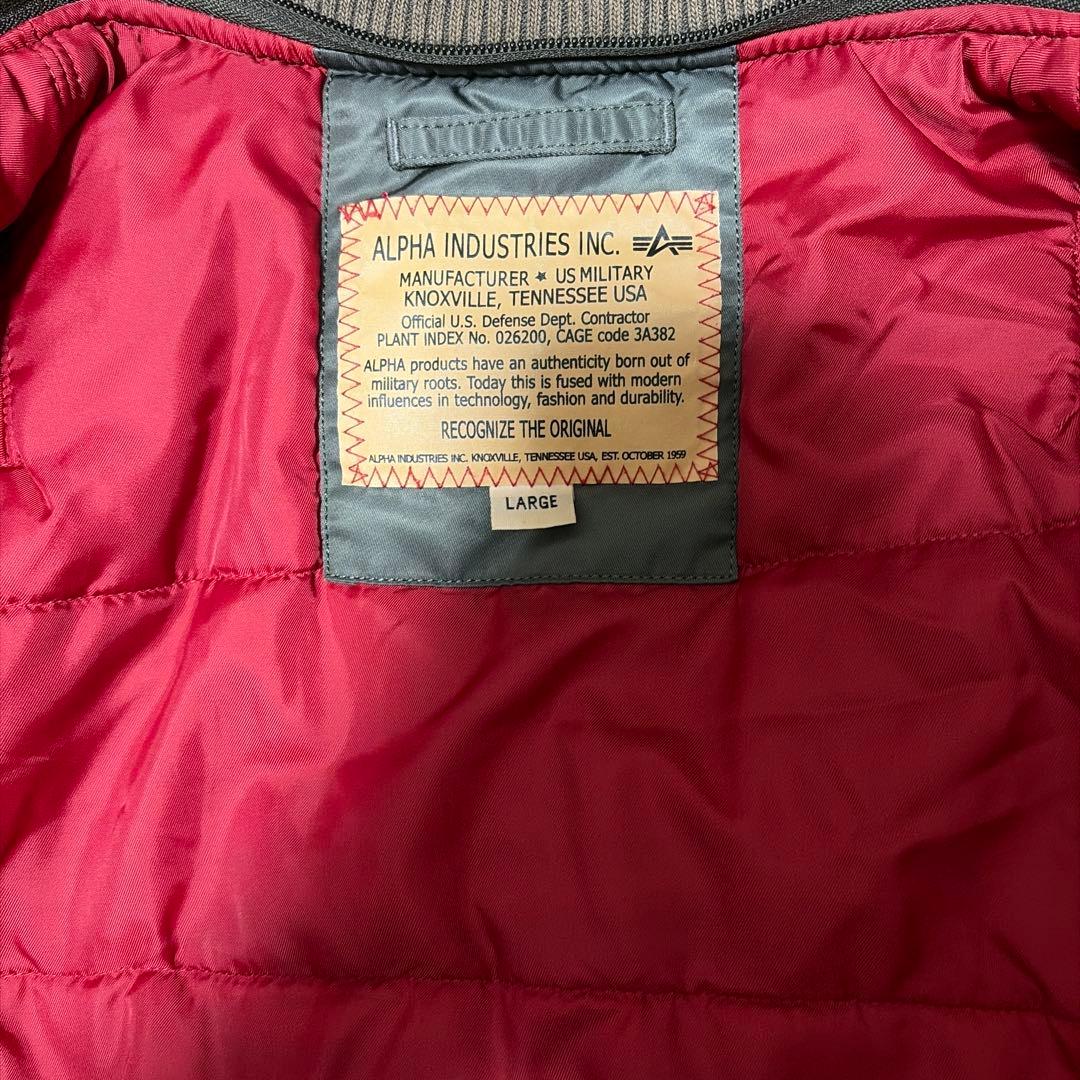 ALPHA INDUSTRIES INC.
MANUFACTURER ★ US MILITARY
KNOXVILLE, TENNESSEE USA
Official U.S. Defense Dept. Contractor
PLANT INDEX No. 026200, CAGE code 3A382
ALPHA products have an authenticity born out of
military roots. Today this is fused with modern
influences in technology, fashion and durability.
RECOGNIZE THE ORIGINAL
ALPHA INDUSTRIES INC. KNOXVILLE, TENNESSEE USA, EST. OCTOBER 1959
LARGE